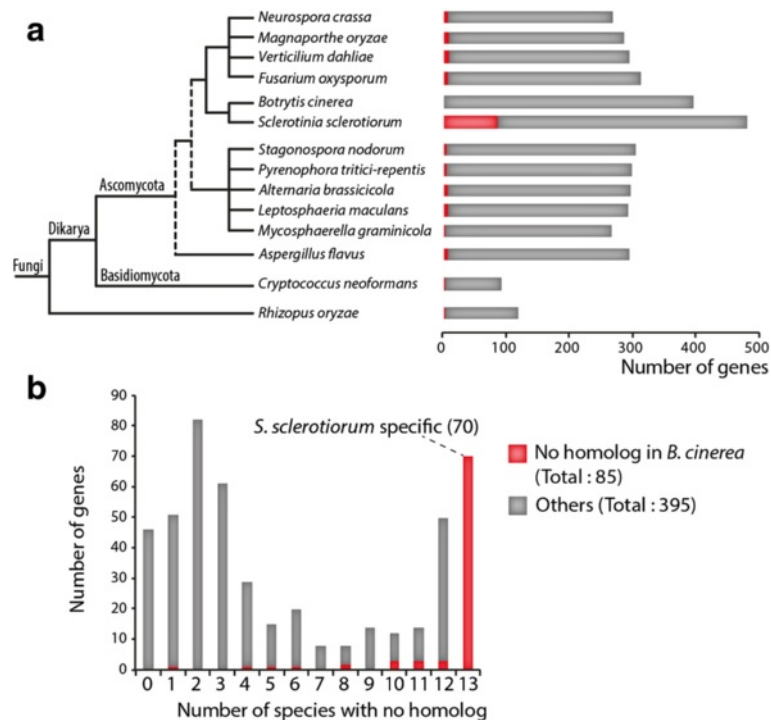 a
Neurospora crassa
Magnaporthe oryzae
Verticilium dahliae
Fusarium oxysporum
Botrytis cinerea
Sclerotinia sclerotiorum
Stagonospora nodorum
Pyrenophora tritici-repentis
Alternaria brassicicola
Leptosphaeria maculans
Mycosphaerella graminicola
Aspergillus flavus
Cryptococcus neoformans
Rhizopus oryzae
Ascomycota
Dikarya
Fungi
Basidiomycota
0 100 200 300 400 500
Number of genes
b
90
80
70
60
50
40
30
20
10
0
Number of genes
S. sclerotiorum specific (70)
No homolog in B. cinerea
(Total : 85)
Others (Total : 395)
0 1 2 3 4 5 6 7 8 9 10 11 12 13
Number of species with no homolog